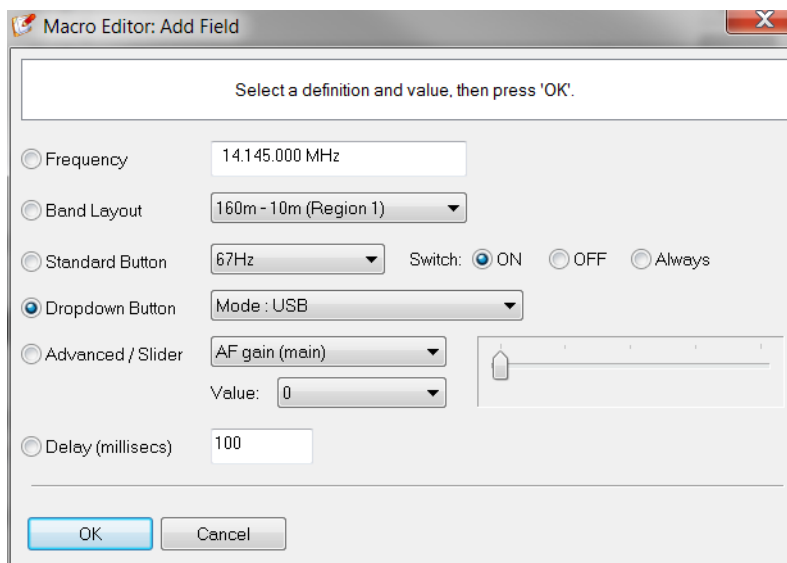 Macro Editor: Add Field
Select a definition and value, then press 'OK'.
Frequency 14.145.000 MHz
Band Layout 160m - 10m (Region 1)
Standard Button 67Hz Switch: ON OFF Always
Dropdown Button Mode : USB
Advanced / Slider AF gain (main)
Value: 0
Delay (millisecs) 100
OK Cancel